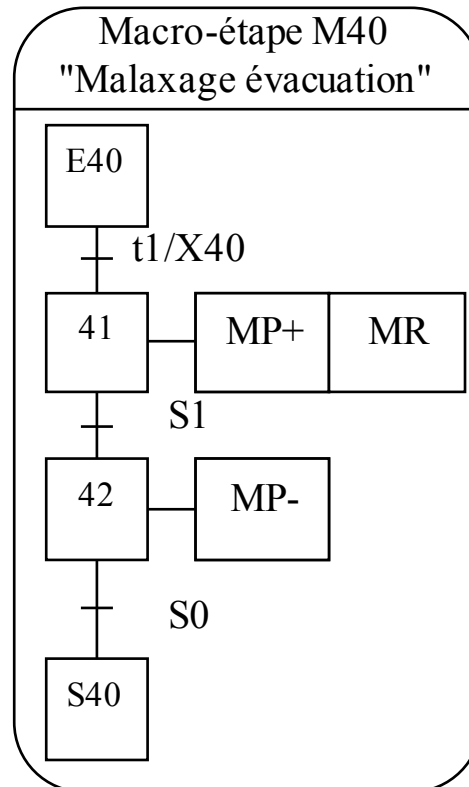 Macro-étape M40
"Malaxage évacuation"
E40
t1/X40
41
MP+ MR
S1
42
MP-
S0
S40